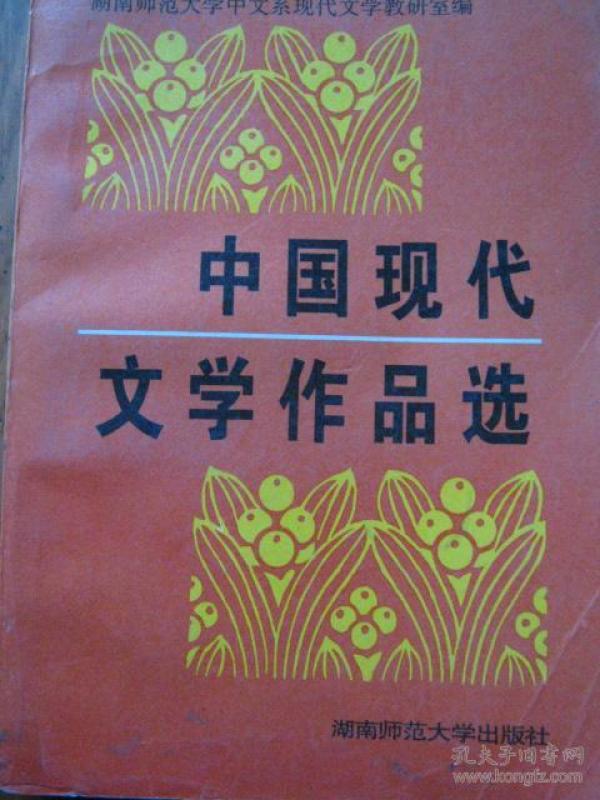 湖南师范大学中文系现代文学教研室编
中国现代
文学作品选
湖南师范大学出版社
孔夫子旧书网
www.kongfz.com